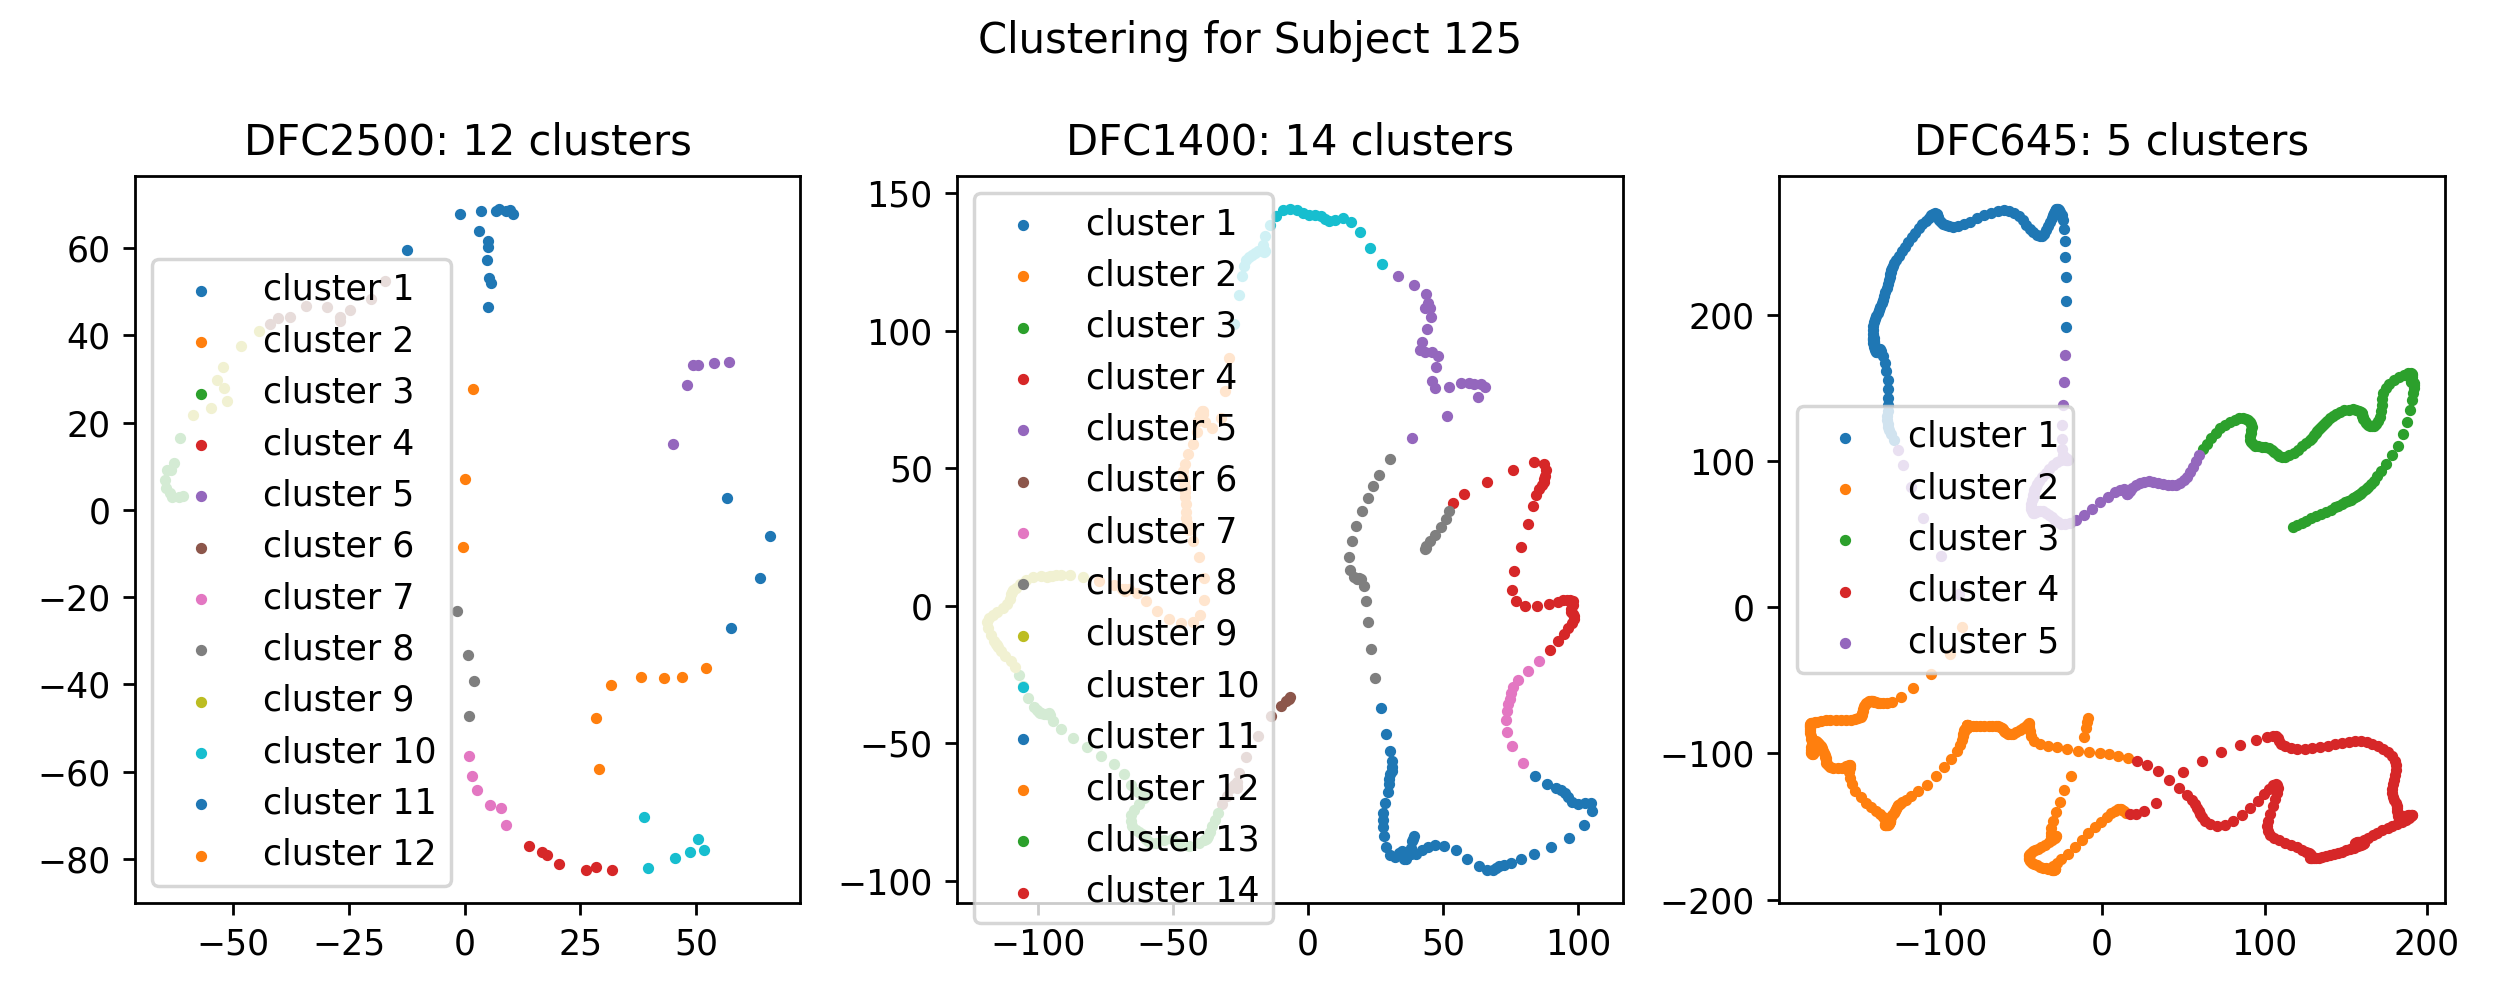 Clustering for Subject 125
DFC2500: 12 clusters
60
40
20
0
−20
−40
−60
−80
−50
−25
0
25
50
cluster 1
cluster 2
cluster 3
cluster 4
cluster 5
cluster 6
cluster 7
cluster 8
cluster 9
cluster 10
cluster 11
cluster 12
DFC1400: 14 clusters
150
100
50
0
−50
−100
−100
−50
0
50
100
cluster 1
cluster 2
cluster 3
cluster 4
cluster 5
cluster 6
cluster 7
cluster 8
cluster 9
cluster 10
cluster 11
cluster 12
cluster 13
cluster 14
DFC645: 5 clusters
200
100
0
−100
−200
−100
0
100
200
cluster 1
cluster 2
cluster 3
cluster 4
cluster 5